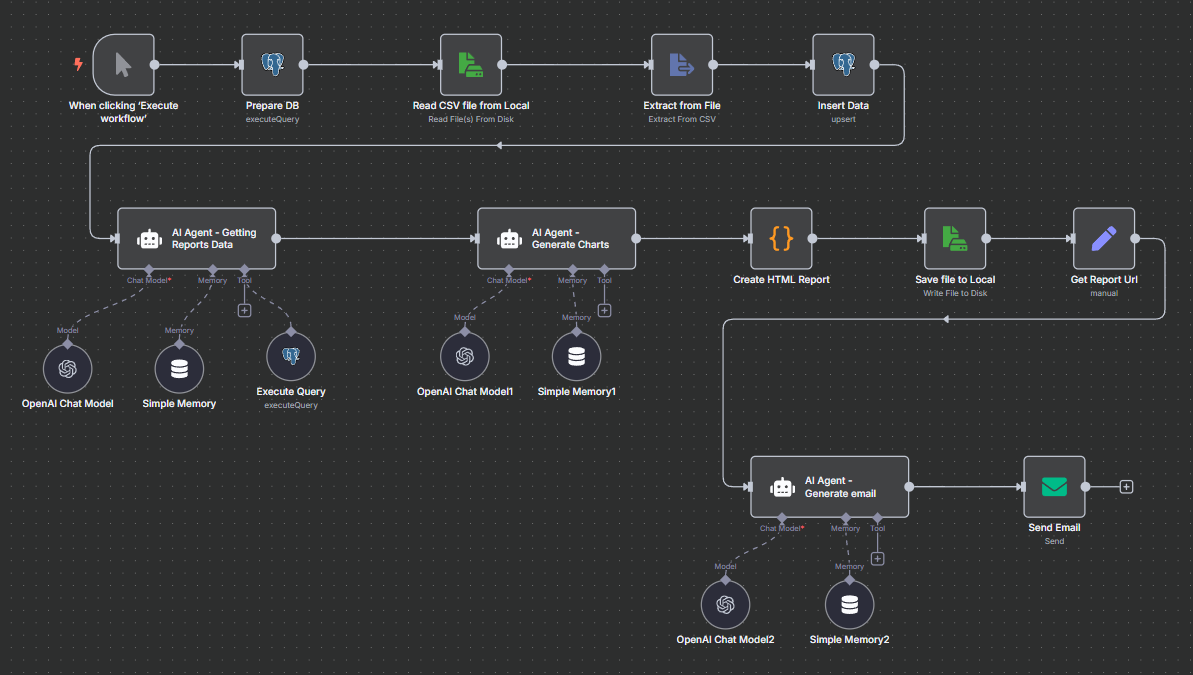 When clicking ‘Execute
workflow’
Prepare DB
executeQuery
Read CSV file from Local
Read File(s) From Disk
Extract from File
Extract From CSV
Insert Data
upsert
AI Agent - Getting
Reports Data
Chat Model*
Memory
Tool
AI Agent -
Generate Charts
Chat Model*
Memory
Tool
{}
Create HTML Report
Save file to Local
Write File to Disk
Get Report Url
manual
Model
OpenAI Chat Model
Memory
Simple Memory
Execute Query
executeQuery
Model
OpenAI Chat Model1
Memory
Simple Memory1
AI Agent -
Generate email
Chat Model*
Memory
Tool
Send Email
Send
Model
OpenAI Chat Model2
Memory
Simple Memory2